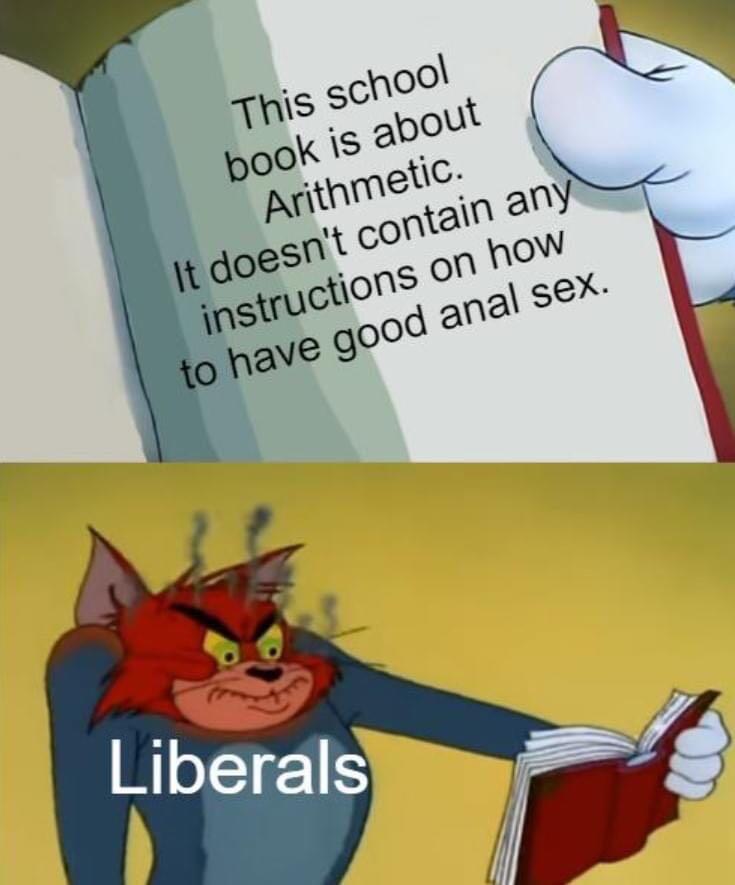 This school
book is about
Arithmetic.
It doesn't contain any
instructions on how
to have good anal sex.
Liberals